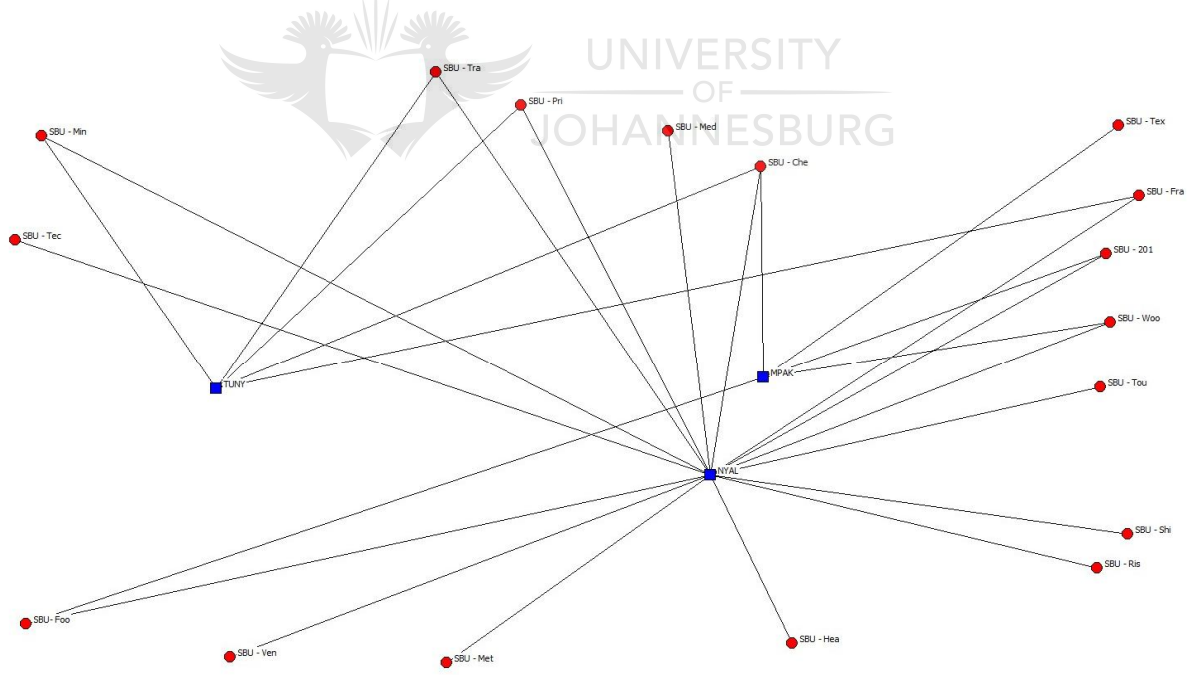 UNIVERSITY
OF
JOHANNESBURG
SBU - Tra
SBU - Pri
SBU - Med
SBU - Tex
SBU - Min
SBU - Che
SBU - Fra
SBU - Tec
SBU - 201
SBU - Woo
MPAK
TUNY
SBU - Tou
NYAL
SBU - Shi
SBU - Ris
SBU- Foo
SBU - Hea
SBU - Ven
SBU - Met